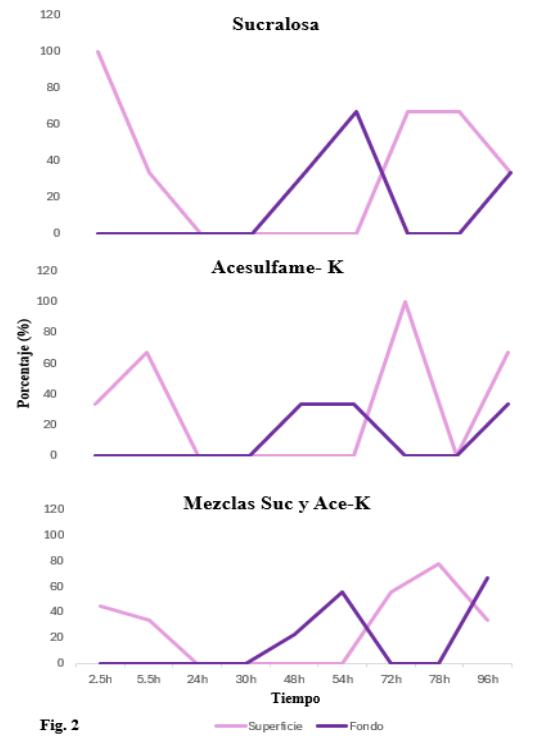 Sucralosa
120
100
80
60
40
20
0
Acesulfame- K
120
100
80
60
40
20
0
Porcentaje (%)
Mezclas Suc y Ace-K
120
100
80
60
40
20
0
2.5h 5.5h 24h 30h 48h 54h 72h 78h 96h
Tiempo
Fig. 2
Superficie Fondo